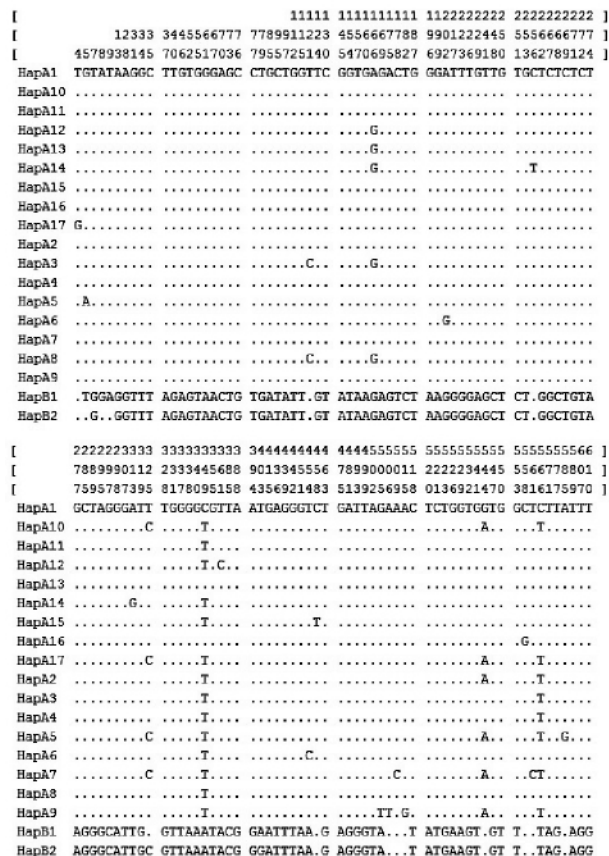 [ 11111 1111111111 1122222222 2222222222 ]
[ 12333 3445566777 7789911223 4556667788 9901222445 5556666777 ]
[ 4578938145 7062517036 7955725140 5470695827 6927369180 1362789124 ]
HapA1 TGTATAAGGC TTGTGGGAGC CTGCTGGTTC GGTGAGACTG GGATTTGTTG TGCTCTCTCT
HapA10 .......... .......... .......... .......... .......... ..........
HapA11 .......... .......... .......... .......... .......... ..........
HapA12 .......... .......... .......... ....G..... .......... ..........
HapA13 .......... .......... .......... ....G..... .......... ..........
HapA14 .......... .......... .......... ....G..... .......... ..T.......
HapA15 .......... .......... .......... .......... .......... ..........
HapA16 .......... .......... .......... .......... .......... ..........
HapA17 G......... .......... .......... .......... .......... ..........
HapA2 .......... .......... .......... .......... .......... ..........
HapA3 .......... .......... .......C.. ....G..... .......... ..........
HapA4 .......... .......... .......... .......... .......... ..........
HapA5 .A........ .......... .......... .......... .......... ..........
HapA6 .......... .......... .......... .......... ..G....... ..........
HapA7 .......... .......... .......... .......... .......... ..........
HapA8 .......... .......... .......C.. ....G..... .......... ..........
HapA9 .......... .......... .......... .......... .......... ..........
HapB1 .TGGAGGTTT AGAGTAACTG TGATATT.GT ATAAGAGTCT AAGGGGAGCT CT.GGCTGTA
HapB2 ..G..GGTTT AGAGTAACTG TGATATT.GT ATAAGAGTCT AAGGGGAGCT CT.GGCTGTA
[ 2222223333 3333333333 3444444444 4444555555 5555555555 5555555566 ]
[ 7889990112 2333445688 9013345556 7899000011 2222234445 5566778801 ]
[ 7595787395 8178095158 4356921483 5139256958 0136921470 3816175970 ]
HapA1 GCTAGGGATT TGGGGCGTTA ATGAGGGTCT GATTAGAAAC TCTGGTGGTG GCTCTTATTT
HapA10 .........C .....T.... .......... .......... .......A.. ...T......
HapA11 .......... .....T.... .......... .......... .......... ..........
HapA12 .......... .....T.C.. .......... .......... .......... ..........
HapA13 .......... .......... .......... .......... .......... ..........
HapA14 .......G.. .....T.... .......... .......... .......... ..........
HapA15 .......... .....T.... ........T. .......... .......... ..........
HapA16 .......... .......... .......... .......... .......... .G........
HapA17 .........C .....T.... .......... .......... .......A.. ...T......
HapA2 .......... .....T.... .......... .......... .......A.. ...T......
HapA3 .......... .....T.... .......... .......... .......... ...T......
HapA4 .......... .....T.... .......... .......... .......... ...T......
HapA5 .........C .....T.... .......... .......... .......A.. ...T..G...
HapA6 .......... .....T.... .......C.. .......... .......... ..........
HapA7 .........C .....T.... .......... .......C.. .......A.. ..CT......
HapA8 .......... .....T.... .......... .......... .......... ..........
HapA9 .......... .....T.... .......... .....TT.G. .......A.. ...T......
HapB1 AGGGCATTG. GTTAAATACG GAATTTAA.G AGGGTA...T ATGAAGT.GT T..TAG.AGG
HapB2 AGGGCATTGC GTTAAATACG GGATTTAA.G AGGGTA...T ATGAAGT.GT T..TAG.AGG